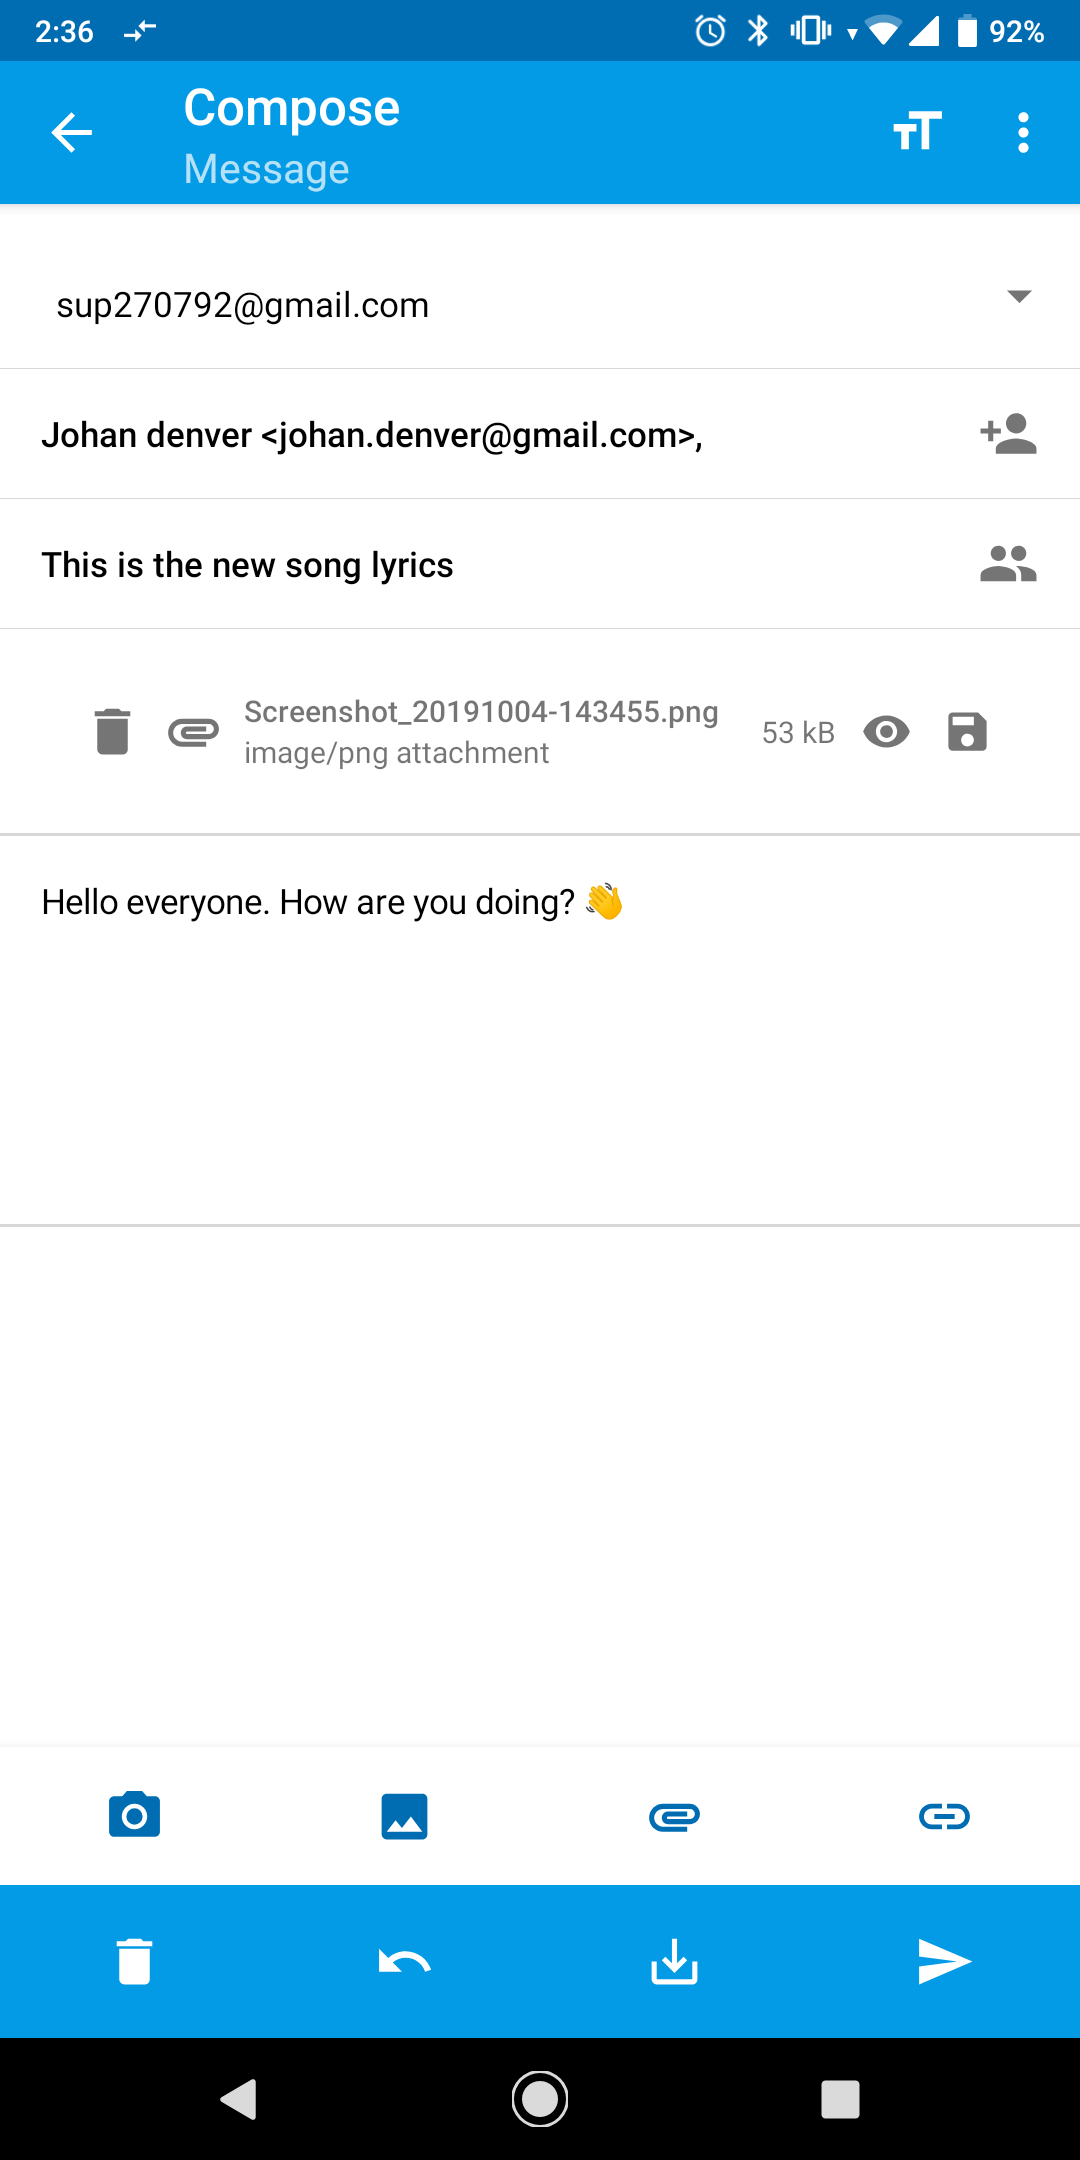 2:36 92%
Compose
Message
sup270792@gmail.com
Johan denver <johan.denver@gmail.com>,
This is the new song lyrics
Screenshot_20191004-143455.png
image/png attachment
53 kB
Hello everyone. How are you doing? 👋